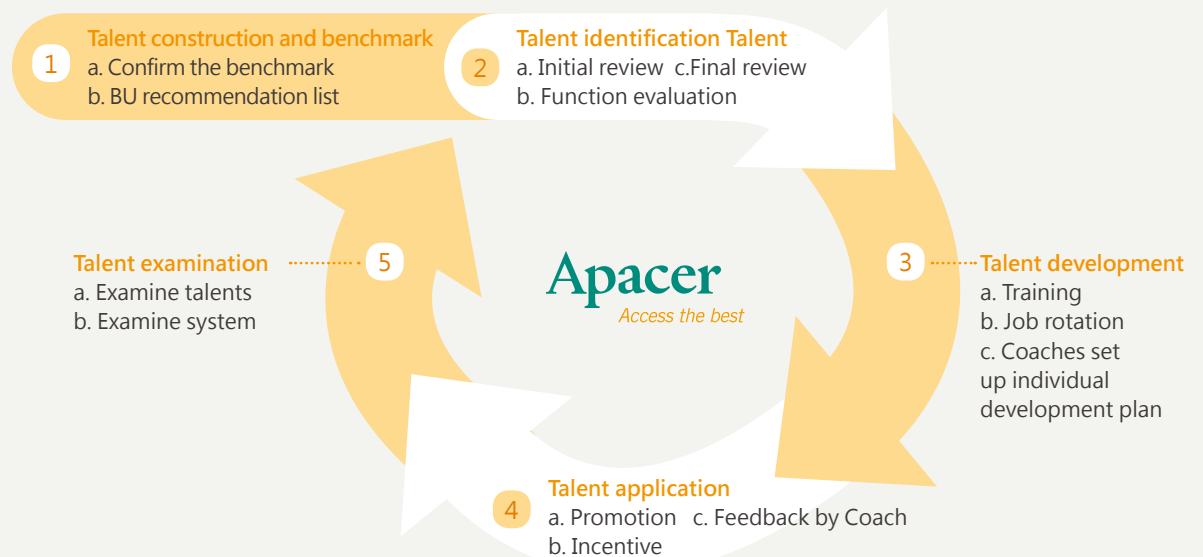 1
Talent construction and benchmark
a. Confirm the benchmark
b. BU recommendation list
2
Talent identification Talent
a. Initial review c.Final review
b. Function evaluation
3
Talent development
a. Training
b. Job rotation
c. Coaches set
up individual
development plan
4
Talent application
a. Promotion c. Feedback by Coach
b. Incentive
5
Talent examination
a. Examine talents
b. Examine system
Apacer
Access the best